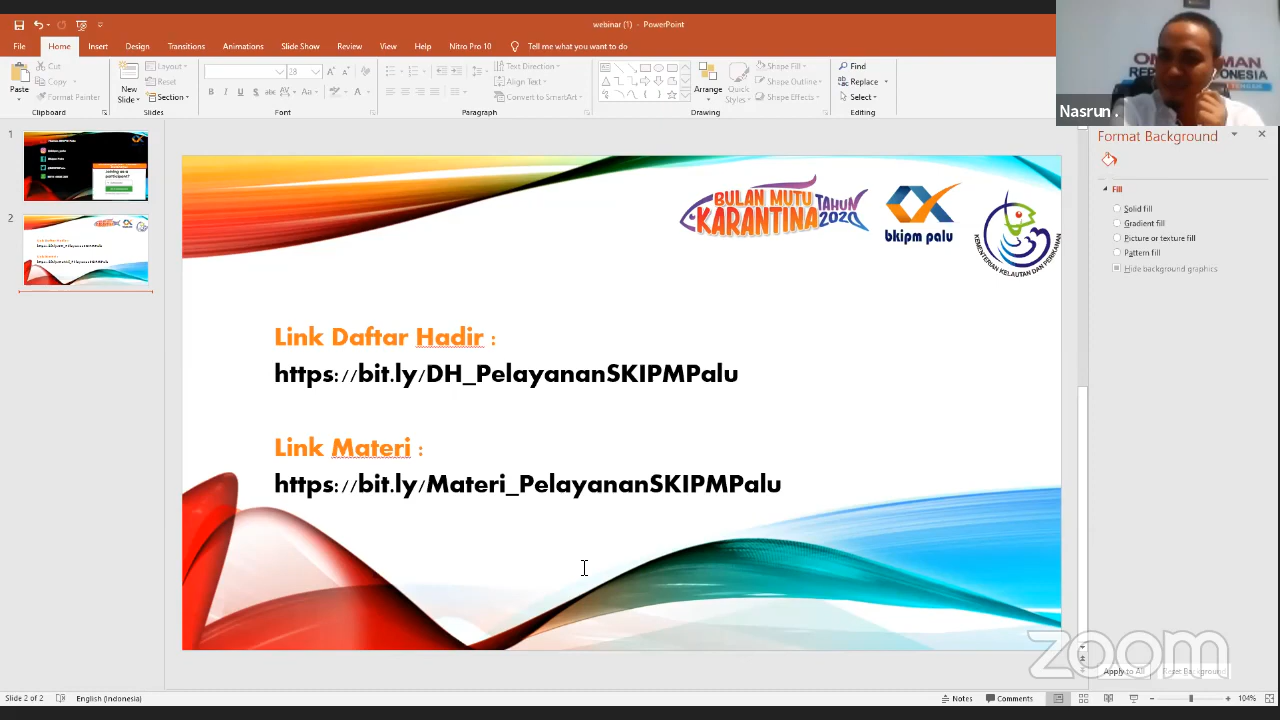 webinar (1) - PowerPoint
File Home Insert Design Transitions Animations Slide Show Review View Help Nitro Pro 10 Tell me what you want to do
Paste
Cut
Copy
Format Painter
Clipboard
New Slide
Layout
Reset
Section
Slides
28
Font
Text Direction
Align Text
Convert to SmartArt
Paragraph
Arrange
Quick Styles
Shape Fill
Shape Outline
Shape Effects
Drawing
Find
Replace
Select
Editing
Nasrun .
Format Background
Fill
Solid fill
Gradient fill
Picture or texture fill
Pattern fill
Hide background graphics
1
2
BULAN MUTU
KARANTINA
TAHUN
2020
bkipm palu
KEMENTERIAN KELAUTAN DAN PERIKANAN
Link Daftar Hadir :
https://bit.ly/DH_PelayananSKIPMPalu
Link Materi :
https://bit.ly/Materi_PelayananSKIPMPalu
zoom
Apply to All Reset Background
Slide 2 of 2 English (Indonesia) Notes Comments 104%